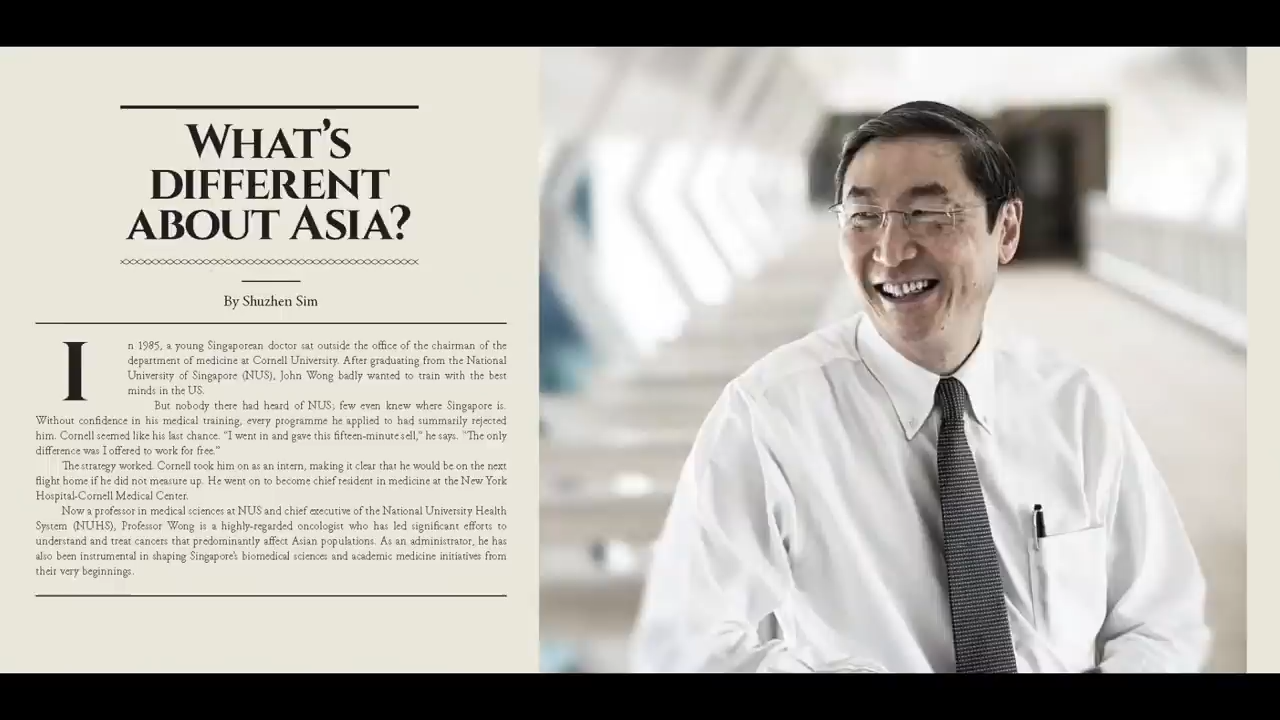 WHAT'S
DIFFERENT
ABOUT ASIA?
By Shuzhen Sim
In 1985, a young Singaporean doctor sat outside the office of the chairman of the
department of medicine at Cornell University. After graduating from the National
University of Singapore (NUS), John Wong badly wanted to train with the best
minds in the US.
But nobody there had heard of NUS; few even knew where Singapore is.
Without confidence in his medical training, every programme he applied to had summarily rejected
him. Cornell seemed like his last chance. “I went in and gave this fifteen-minute sell,” he says. “The only
difference was I offered to work for free.”
The strategy worked. Cornell took him on as an intern, making it clear that he would be on the next
flight home if he did not measure up. He went on to become chief resident in medicine at the New York
Hospital-Cornell Medical Center.
Now a professor in medical sciences at NUS and chief executive of the National University Health
System (NUHS), Professor Wong is a highly-regarded oncologist who has led significant efforts to
understand and treat cancers that predominantly affect Asian populations. As an administrator, he has
also been instrumental in shaping Singapore's biomedical sciences and academic medicine initiatives from
their very beginnings.